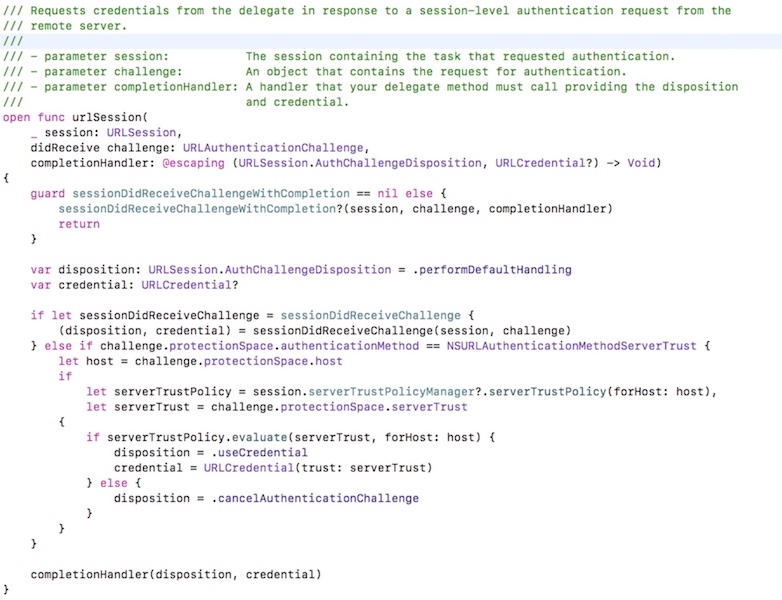 /// Requests credentials from the delegate in response to a session-level authentication request from the
/// remote server.
///
/// - parameter session:           The session containing the task that requested authentication.
/// - parameter challenge:         An object that contains the request for authentication.
/// - parameter completionHandler: A handler that your delegate method must call providing the disposition
///                                and credential.
open func urlSession(
    _ session: URLSession,
    didReceive challenge: URLAuthenticationChallenge,
    completionHandler: @escaping (URLSession.AuthChallengeDisposition, URLCredential?) -> Void)
{
    guard sessionDidReceiveChallengeWithCompletion == nil else {
        sessionDidReceiveChallengeWithCompletion?(session, challenge, completionHandler)
        return
    }

    var disposition: URLSession.AuthChallengeDisposition = .performDefaultHandling
    var credential: URLCredential?

    if let sessionDidReceiveChallenge = sessionDidReceiveChallenge {
        (disposition, credential) = sessionDidReceiveChallenge(session, challenge)
    } else if challenge.protectionSpace.authenticationMethod == NSURLAuthenticationMethodServerTrust {
        let host = challenge.protectionSpace.host
        if
            let serverTrustPolicy = session.serverTrustPolicyManager?.serverTrustPolicy(forHost: host),
            let serverTrust = challenge.protectionSpace.serverTrust
        {
            if serverTrustPolicy.evaluate(serverTrust, forHost: host) {
                disposition = .useCredential
                credential = URLCredential(trust: serverTrust)
            } else {
                disposition = .cancelAuthenticationChallenge
            }
        }
    }

    completionHandler(disposition, credential)
}